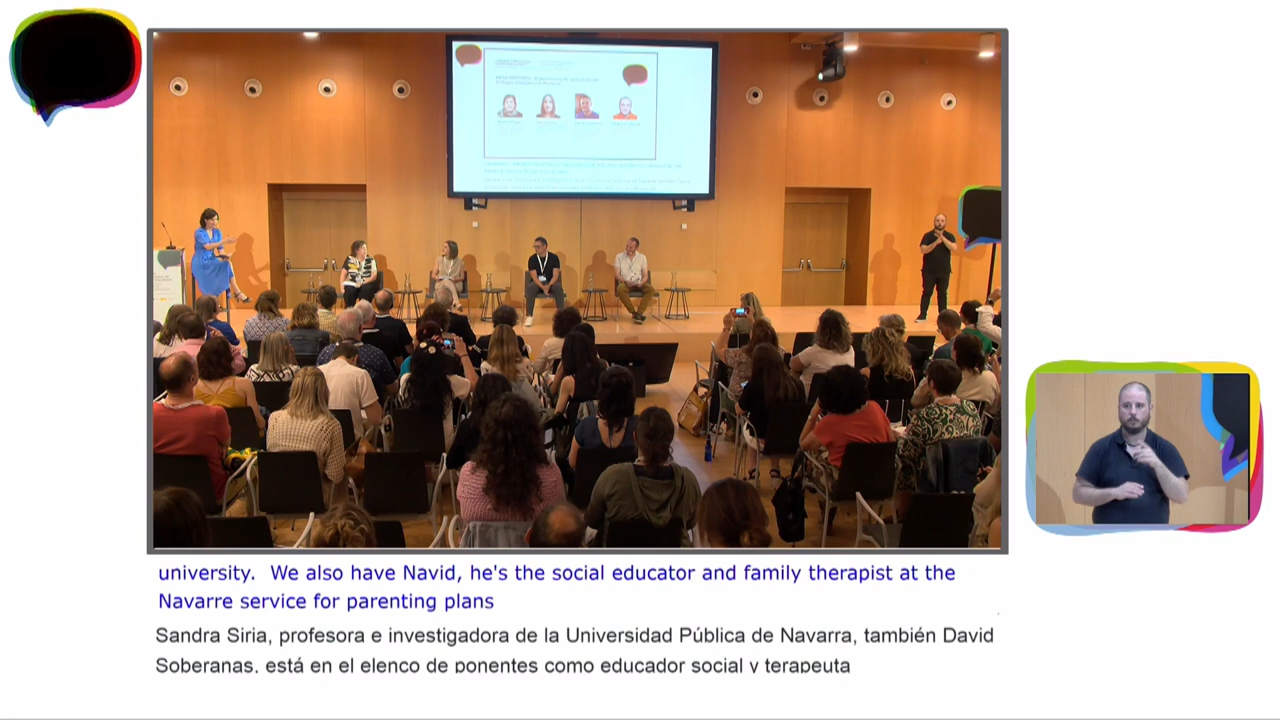 university.  We also have Navid, he's the social educator and family therapist at the
Navarre service for parenting plans
Sandra Siria, profesora e investigadora de la Universidad Pública de Navarra, también David
Soberanas. está en el elenco de ponentes como educador social y terapeuta